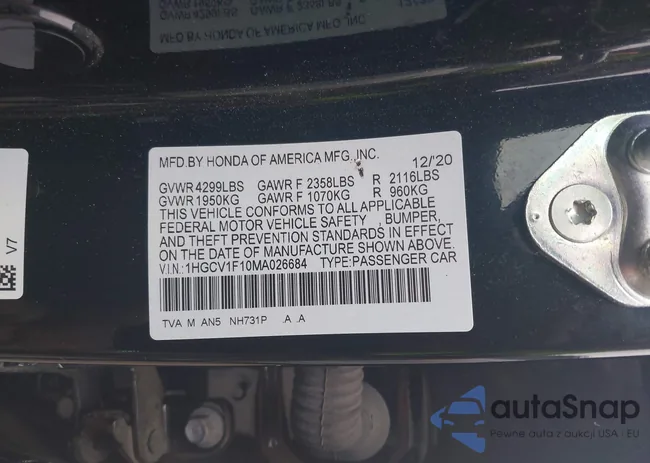 MFD.BY HONDA OF AMERICA MFG.,INC. 12/'20
GVWR 4299LBS GAWR F 2358LBS R 2116LBS
GVWR 1950KG GAWR F 1070KG R 960KG
THIS VEHICLE CONFORMS TO ALL APPLICABLE
FEDERAL MOTOR VEHICLE SAFETY , BUMPER,
AND THEFT PREVENTION STANDARDS IN EFFECT
ON THE DATE OF MANUFACTURE SHOWN ABOVE.
V.I.N.:1HGCV1F10MA026684 TYPE:PASSENGER CAR
TVA M AN5 NH731P .A .A
V7
autaSnap
Pewne auta z aukcji USA i EU